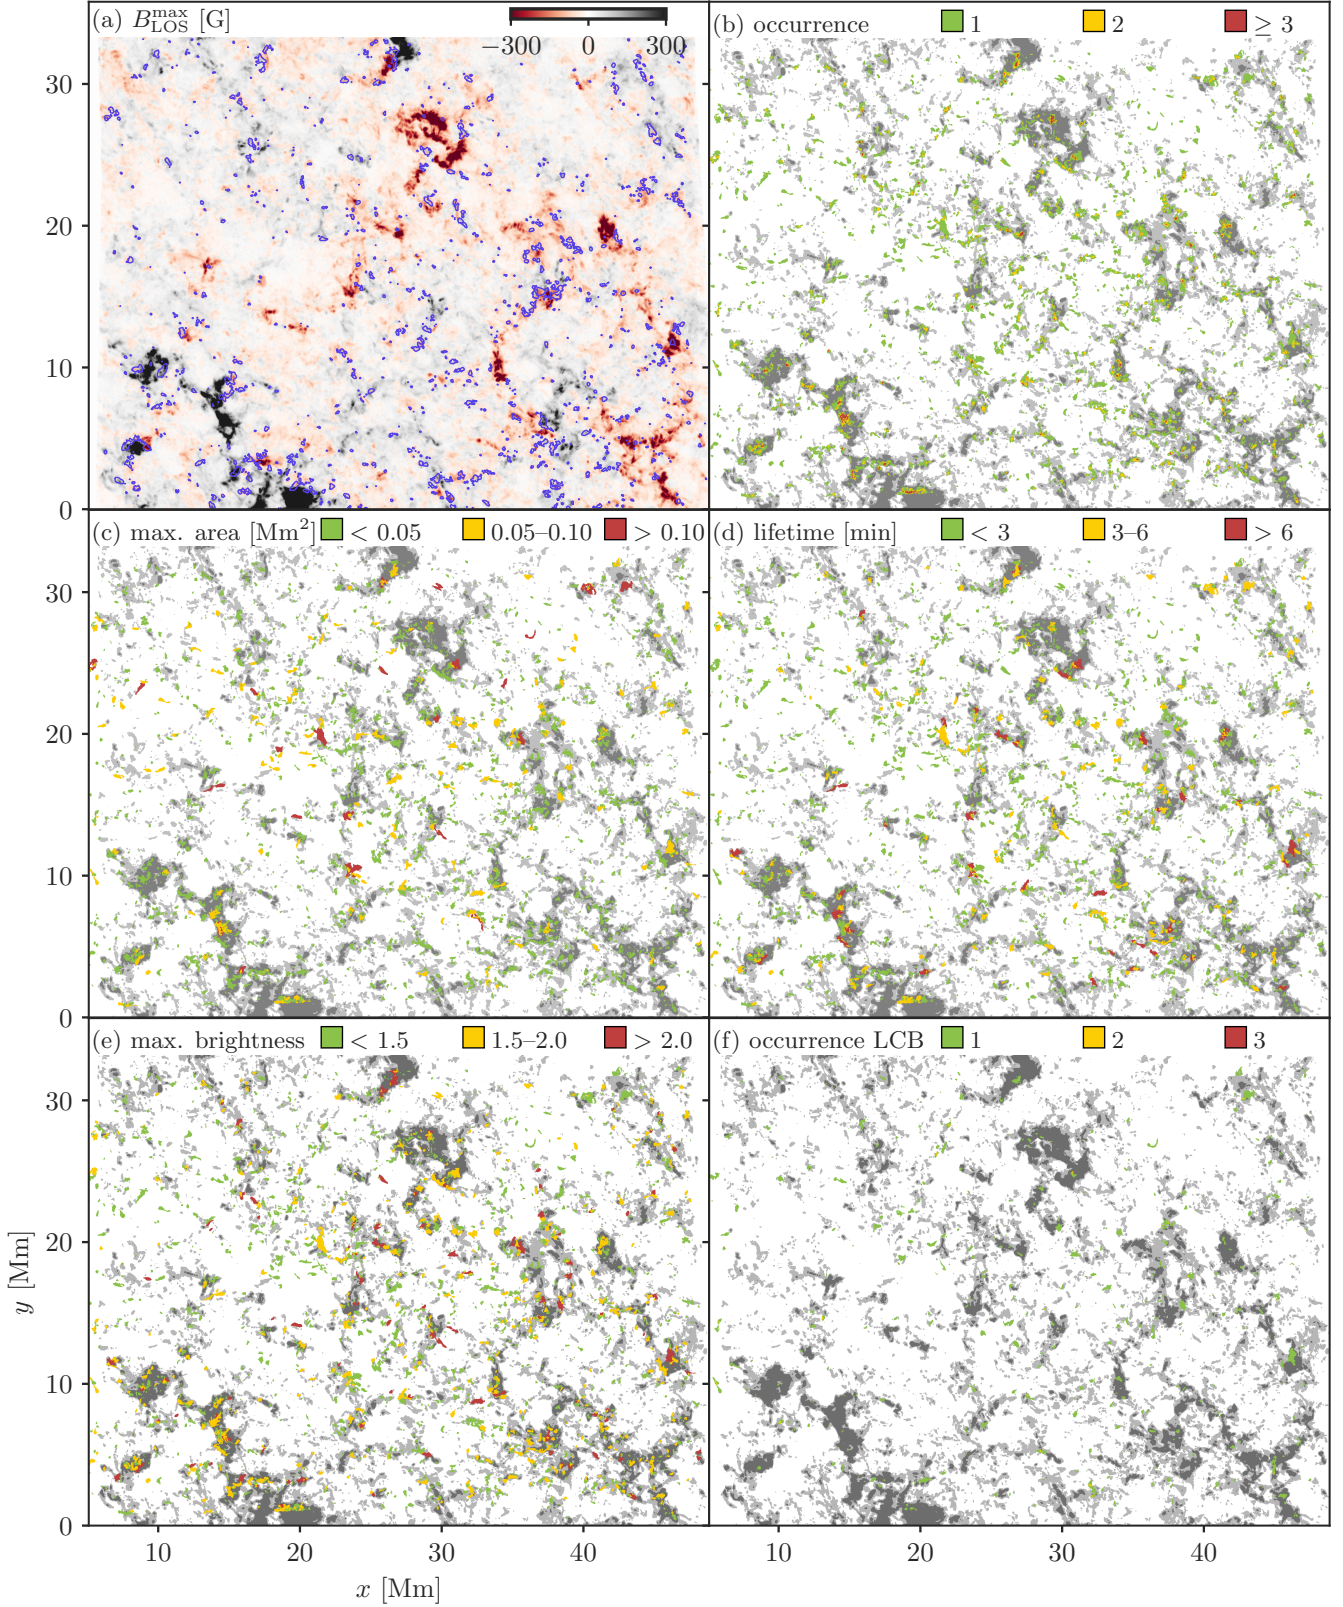 (a) B_LOS^max [G]
−300 0 300
(b) occurrence 1 2 ≥ 3
30
20
10
0
(c) max. area [Mm²] < 0.05 0.05–0.10 > 0.10
(d) lifetime [min] < 3 3–6 > 6
30
20
10
0
(e) max. brightness < 1.5 1.5–2.0 > 2.0
(f) occurrence LCB 1 2 3
30
20
10
0
y [Mm]
10 20 30 40
10 20 30 40
x [Mm]